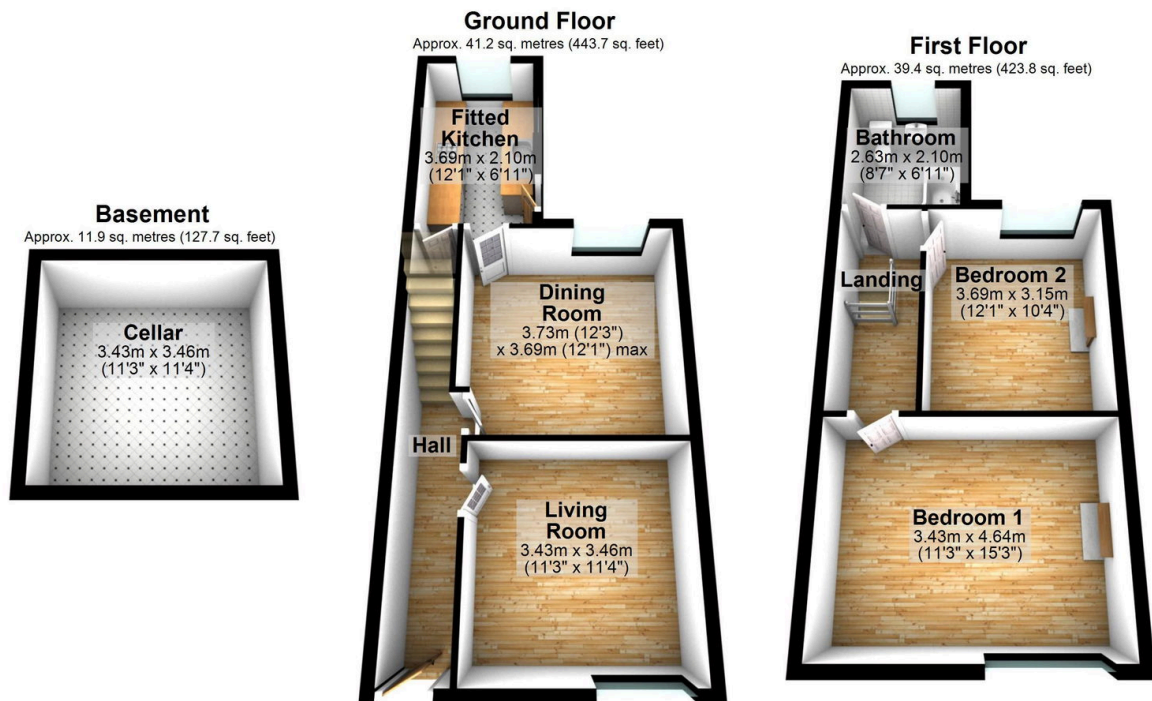 Basement
Approx. 11.9 sq. metres (127.7 sq. feet)
Cellar
3.43m x 3.46m
(11'3" x 11'4")
Ground Floor
Approx. 41.2 sq. metres (443.7 sq. feet)
Fitted
Kitchen
3.69m x 2.10m
(12'1" x 6'11")
Dining
Room
3.73m (12'3")
x 3.69m (12'1") max
Hall
Living
Room
3.43m x 3.46m
(11'3" x 11'4")
First Floor
Approx. 39.4 sq. metres (423.8 sq. feet)
Bathroom
2.63m x 2.10m
(8'7" x 6'11")
Landing
Bedroom 2
3.69m x 3.15m
(12'1" x 10'4")
Bedroom 1
3.43m x 4.64m
(11'3" x 15'3")